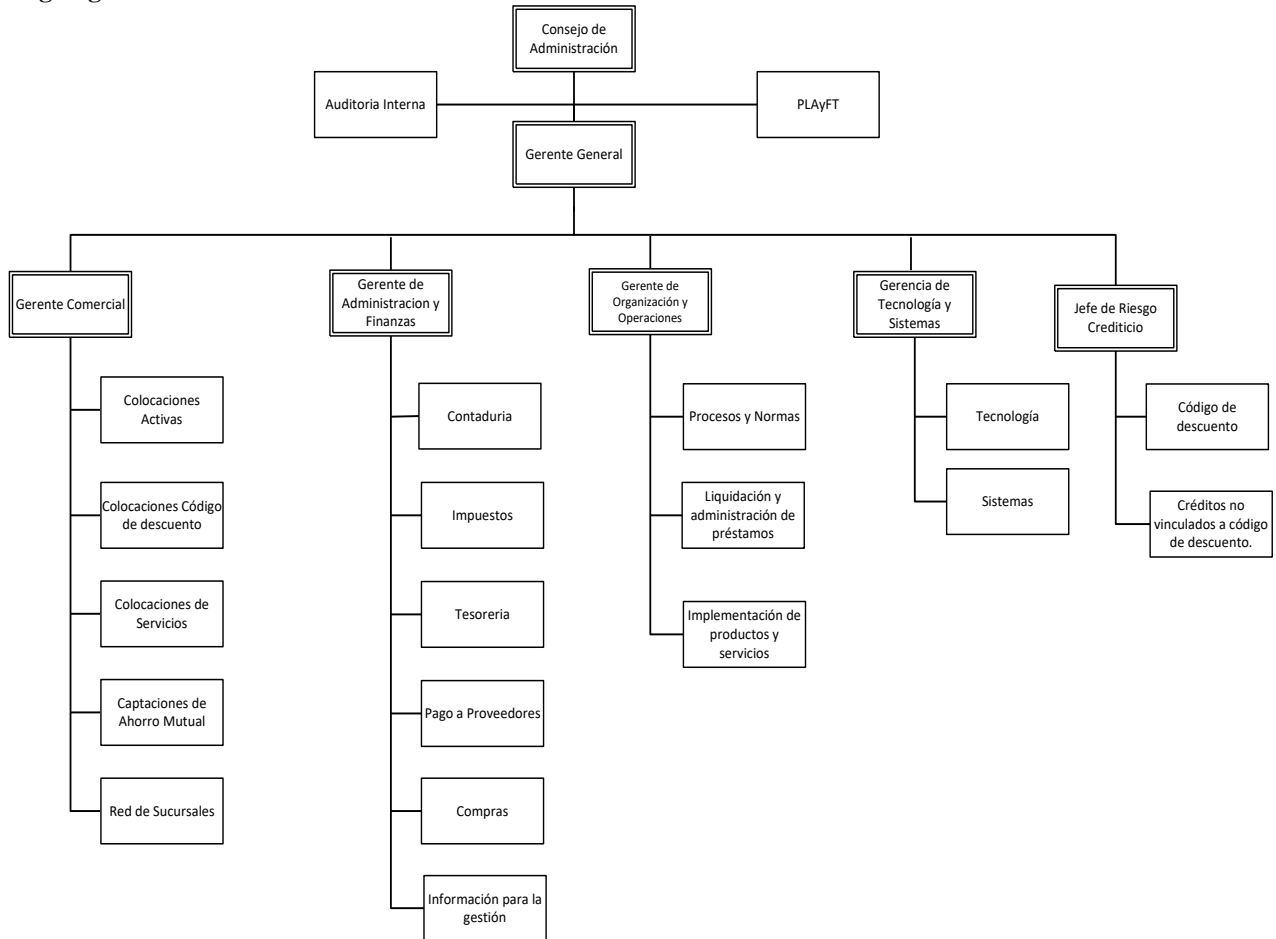 Consejo de
Administración
Auditoria Interna
PLAyFT
Gerente General
Gerente Comercial
Gerente de
Administracion y
Finanzas
Gerente de
Organización y
Operaciones
Gerencia de
Tecnología y
Sistemas
Jefe de Riesgo
Crediticio
Colocaciones
Activas
Colocaciones Código
de descuento
Colocaciones de
Servicios
Captaciones de
Ahorro Mutual
Red de Sucursales
Contaduria
Impuestos
Tesoreria
Pago a Proveedores
Compras
Información para la
gestión
Procesos y Normas
Liquidación y
administración de
préstamos
Implementación de
productos y
servicios
Tecnología
Sistemas
Código de
descuento
Créditos no
vinculados a código
de descuento.